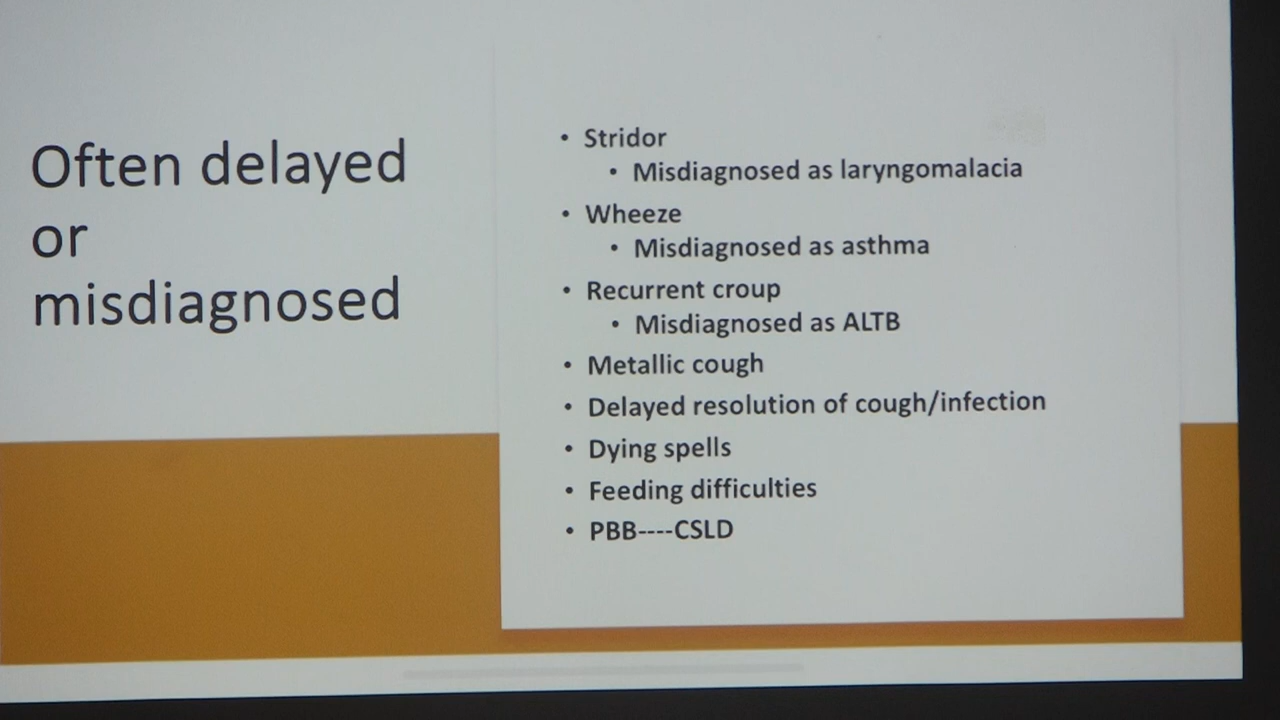 Often delayed
or
misdiagnosed
• Stridor
• Misdiagnosed as laryngomalacia
• Wheeze
• Misdiagnosed as asthma
• Recurrent croup
• Misdiagnosed as ALTB
• Metallic cough
• Delayed resolution of cough/infection
• Dying spells
• Feeding difficulties
• PBB----CSLD